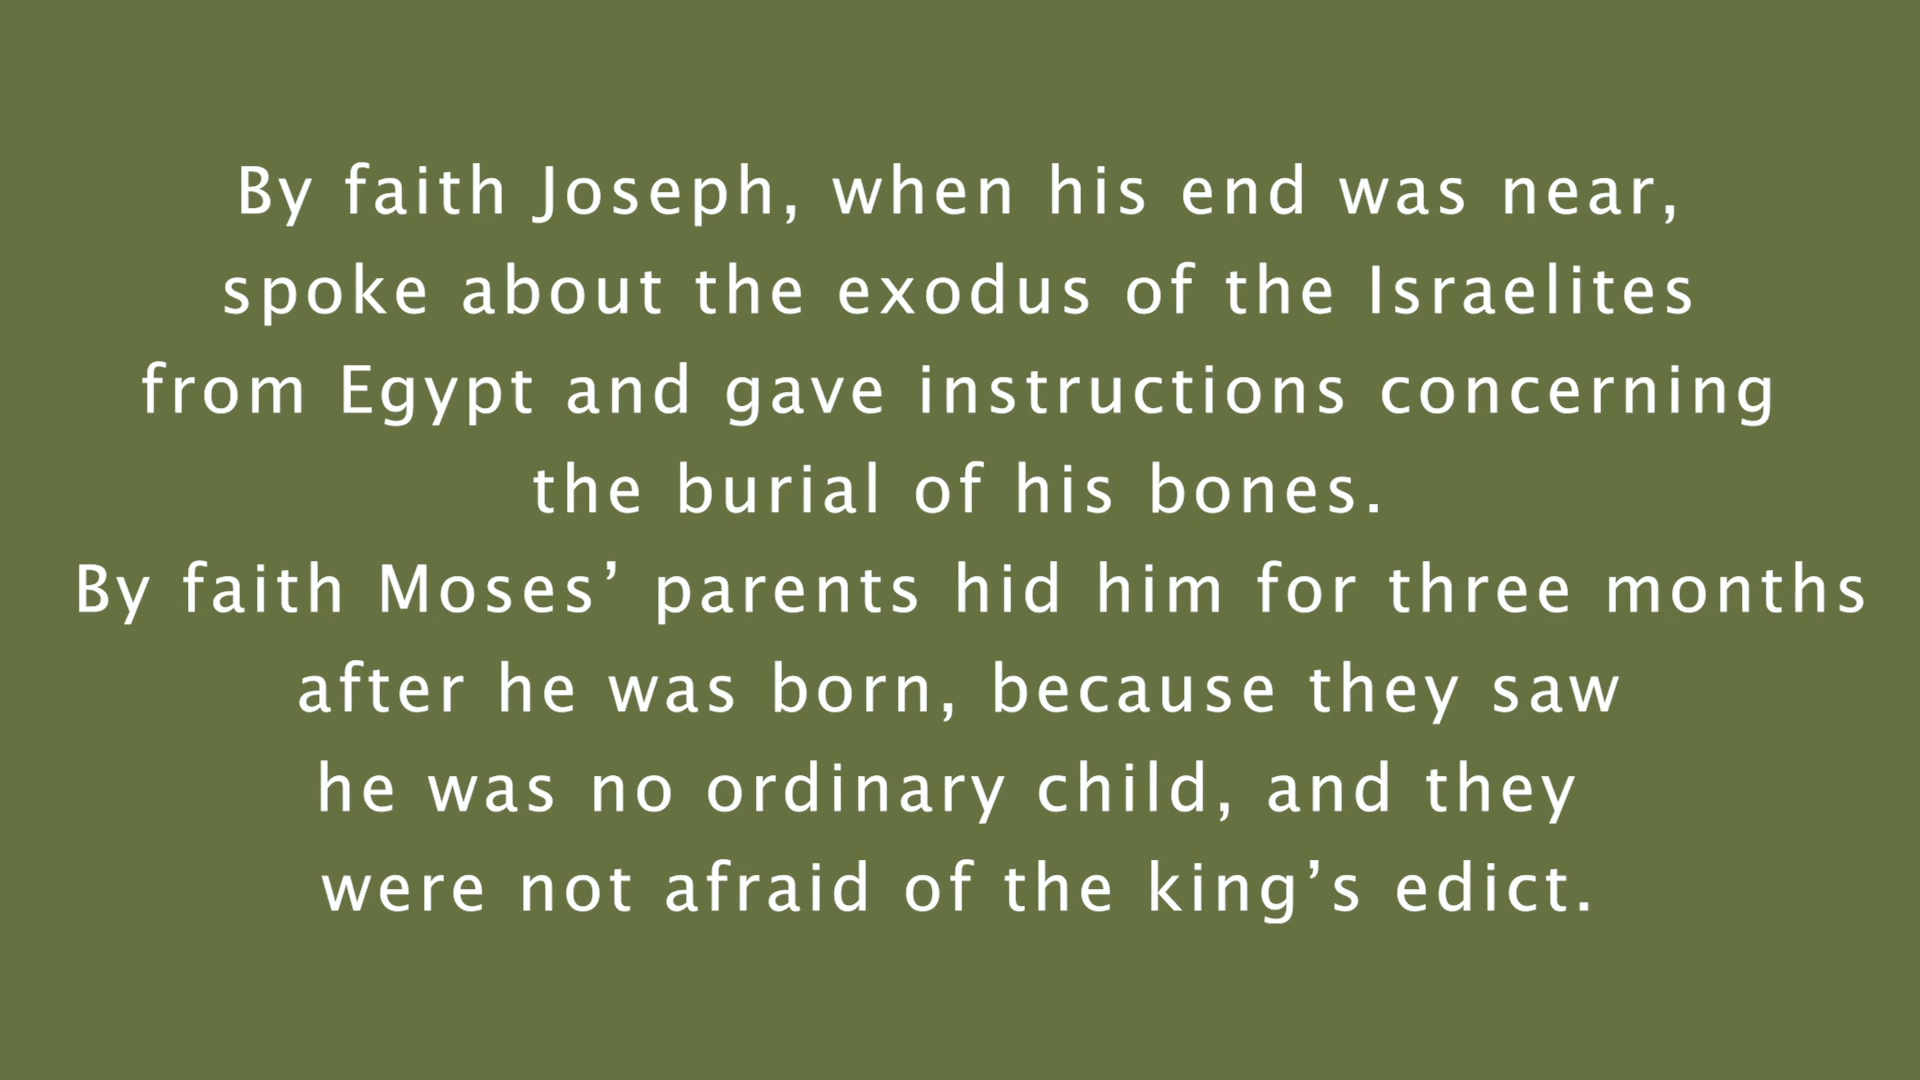 By faith Joseph, when his end was near,
spoke about the exodus of the Israelites
from Egypt and gave instructions concerning
the burial of his bones.
By faith Moses’ parents hid him for three months
after he was born, because they saw
he was no ordinary child, and they
were not afraid of the king’s edict.